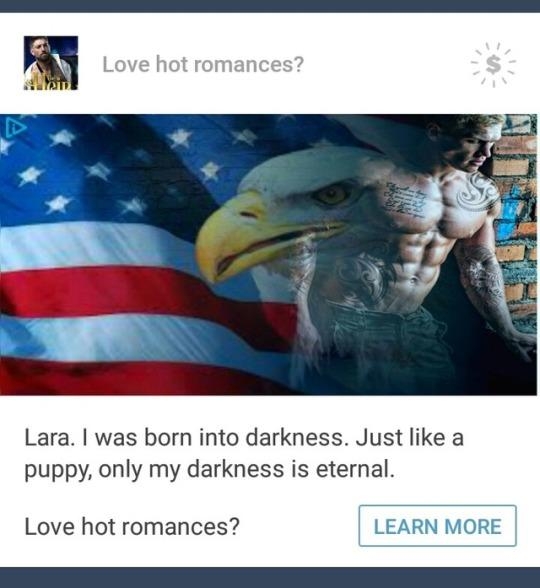 Heir
Love hot romances?
$
Lara. I was born into darkness. Just like a
puppy, only my darkness is eternal.
Love hot romances?
LEARN MORE